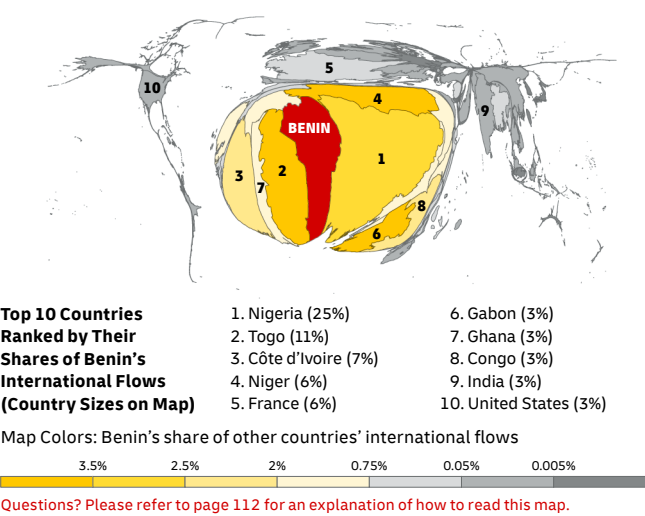 10
5
4
9
BENIN
1
2
3
7
8
6
Top 10 Countries
Ranked by Their
Shares of Benin's
International Flows
(Country Sizes on Map)
1. Nigeria (25%)
2. Togo (11%)
3. Côte d'Ivoire (7%)
4. Niger (6%)
5. France (6%)
6. Gabon (3%)
7. Ghana (3%)
8. Congo (3%)
9. India (3%)
10. United States (3%)
Map Colors: Benin's share of other countries' international flows
3.5% 2.5% 2% 0.75% 0.05% 0.005%
Questions? Please refer to page 112 for an explanation of how to read this map.